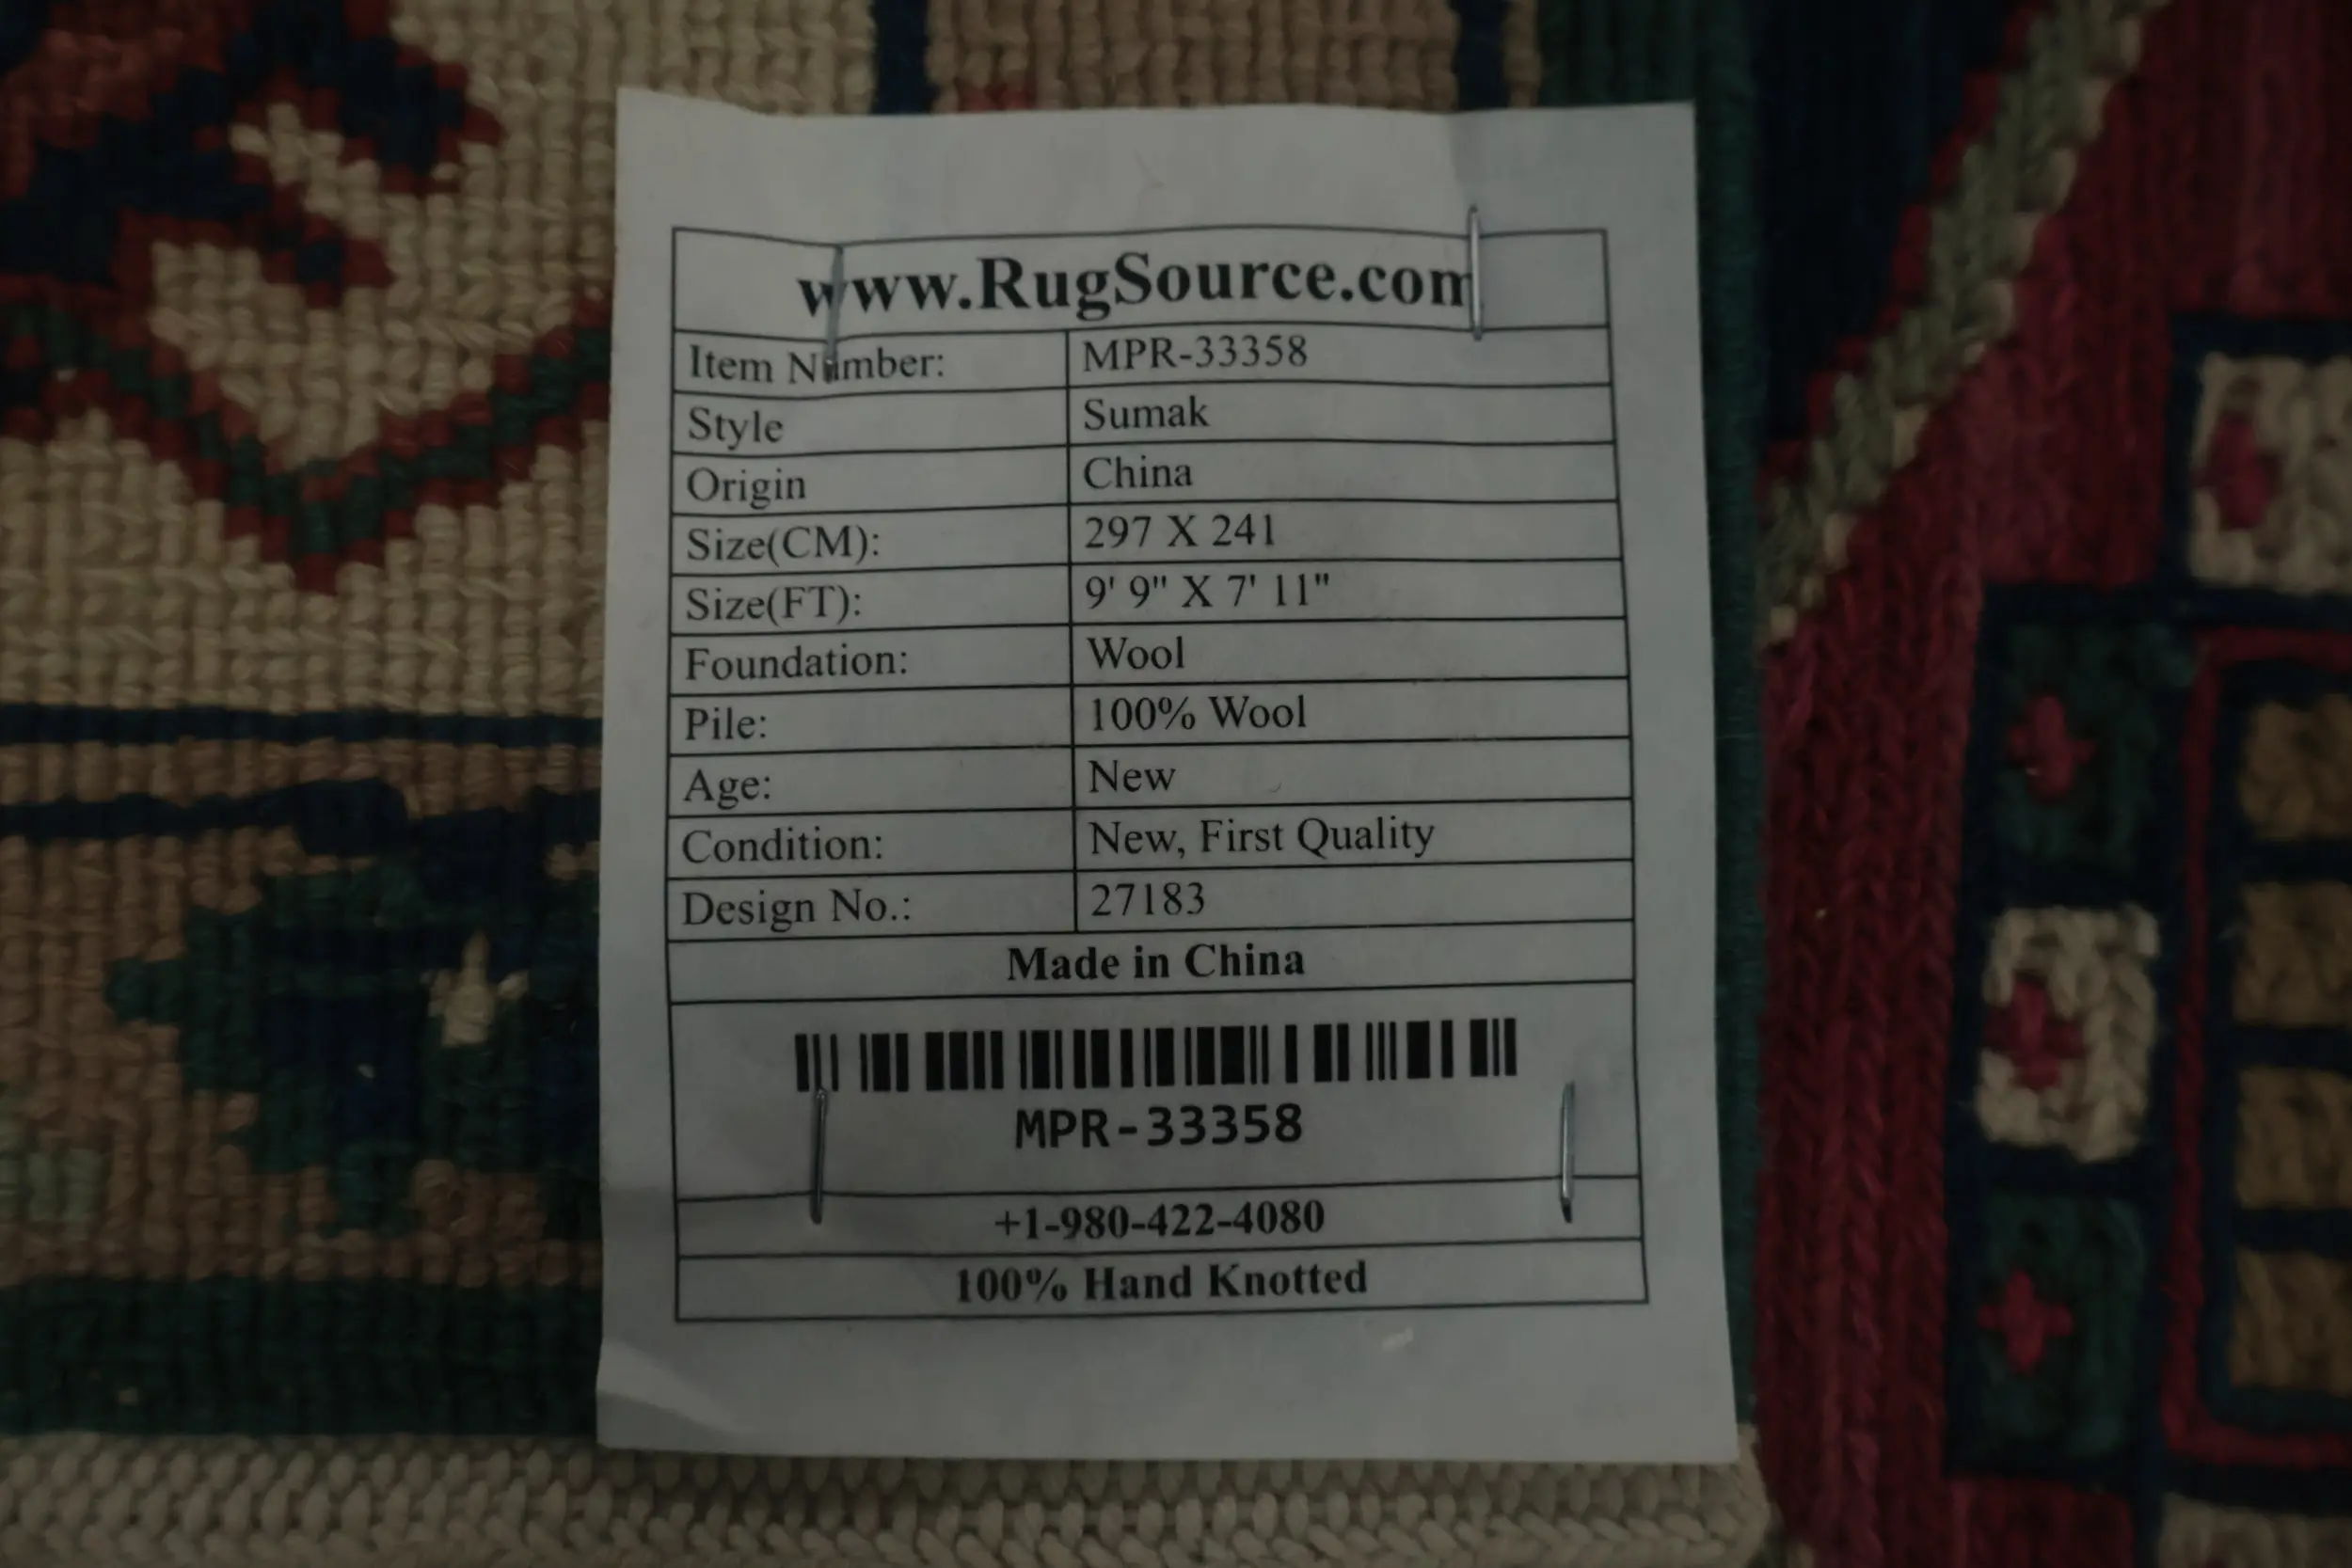 www.RugSource.com
Item Number: MPR-33358
Style Sumak
Origin China
Size(CM): 297 X 241
Size(FT): 9' 9" X 7' 11"
Foundation: Wool
Pile: 100% Wool
Age: New
Condition: New, First Quality
Design No.: 27183
Made in China
MPR-33358
+1-980-422-4080
100% Hand Knotted